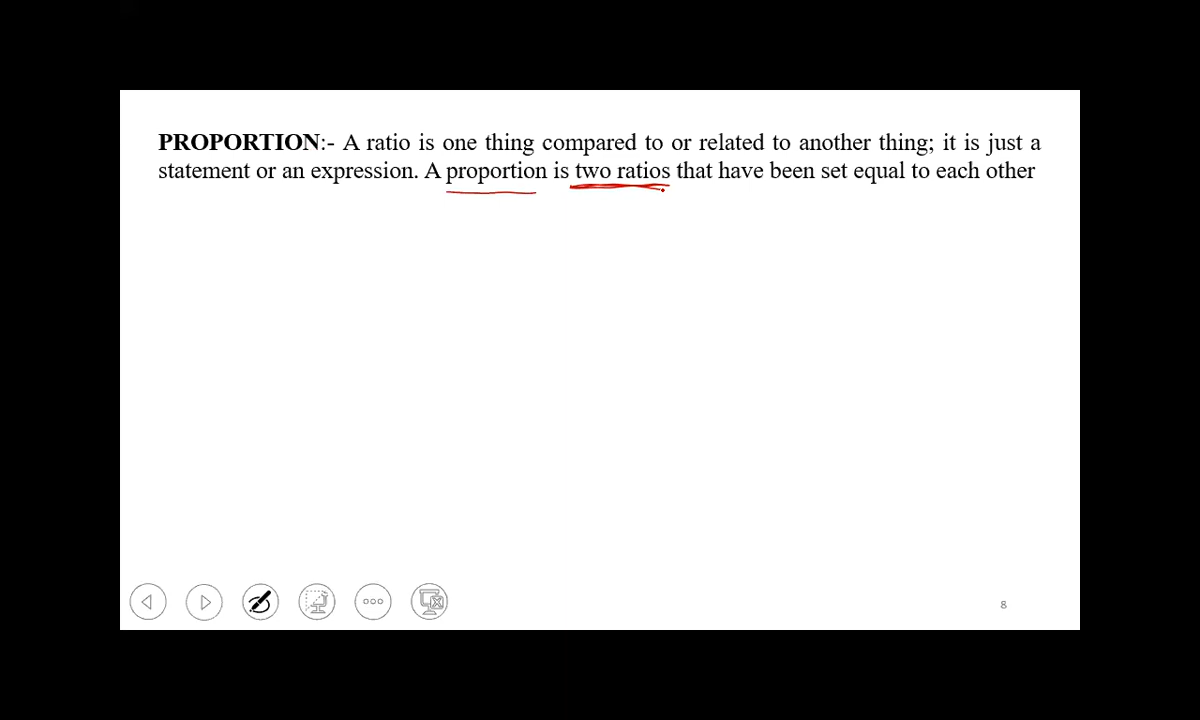 PROPORTION:- A ratio is one thing compared to or related to another thing; it is just a
statement or an expression. A proportion is two ratios that have been set equal to each other
8